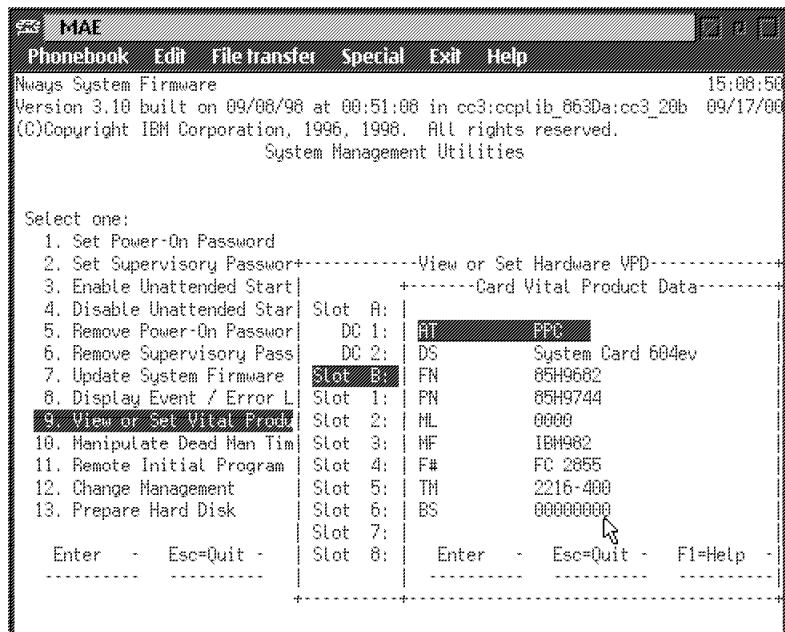 MAE
Phonebook Edit File transfer Special Exit Help
Nways System Firmware 15:08:50
Version 3.10 built on 09/08/98 at 00:51:08 in cc3:ccplib_863Da:cc3_20b 09/17/00
(C)Copyright IBM Corporation, 1996, 1998. All rights reserved.
System Management Utilities
Select one:
1. Set Power-On Password
2. Set Supervisory Passwor+------------View or Set Hardware VPD------------+
3. Enable Unattended Start| +-------Card Vital Product Data--------+
4. Disable Unattended Star| Slot A: |
5. Remove Power-On Passwor| DC 1: | AT PPC
6. Remove Supervisory Pass| DC 2: | DS System Card 604ev
7. Update System Firmware | Slot B: | FN 85H9682
8. Display Event / Error L| Slot 1: | PN 85H9744
9. View or Set Vital Produ Slot 2: | ML 0000
10. Manipulate Dead Man Tim| Slot 3: | MF IBM982
11. Remote Initial Program | Slot 4: | F# FC 2855
12. Change Management | Slot 5: | TM 2216-400
13. Prepare Hard Disk | Slot 6: | BS 00000000
| Slot 7: |
Enter - Esc=Quit - | Slot 8: | Enter - Esc=Quit - F1=Help -|